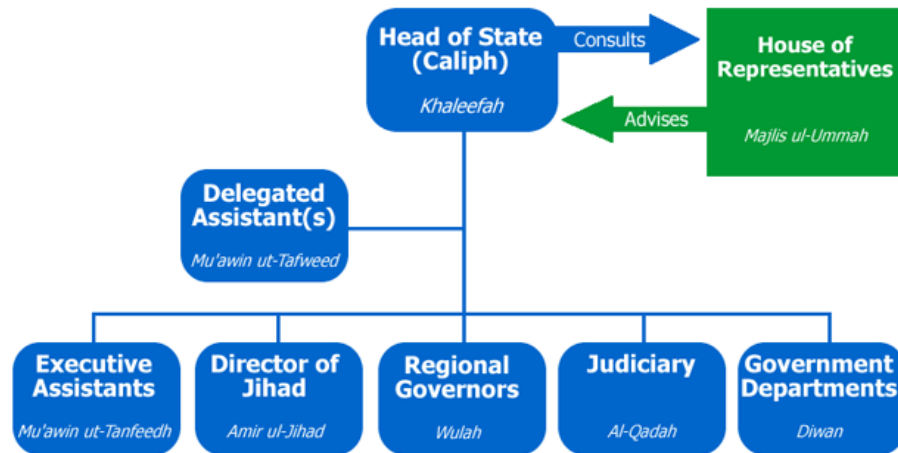 Head of State
(Caliph)
Khaleefah
Consults
Advises
House of
Representatives
Majlis ul-Ummah
Delegated
Assistant(s)
Mu'awin ut-Tafweed
Executive
Assistants
Mu'awin ut-Tanfeedh
Director of
Jihad
Amir ul-Jihad
Regional
Governors
Wulah
Judiciary
Al-Qadah
Government
Departments
Diwan